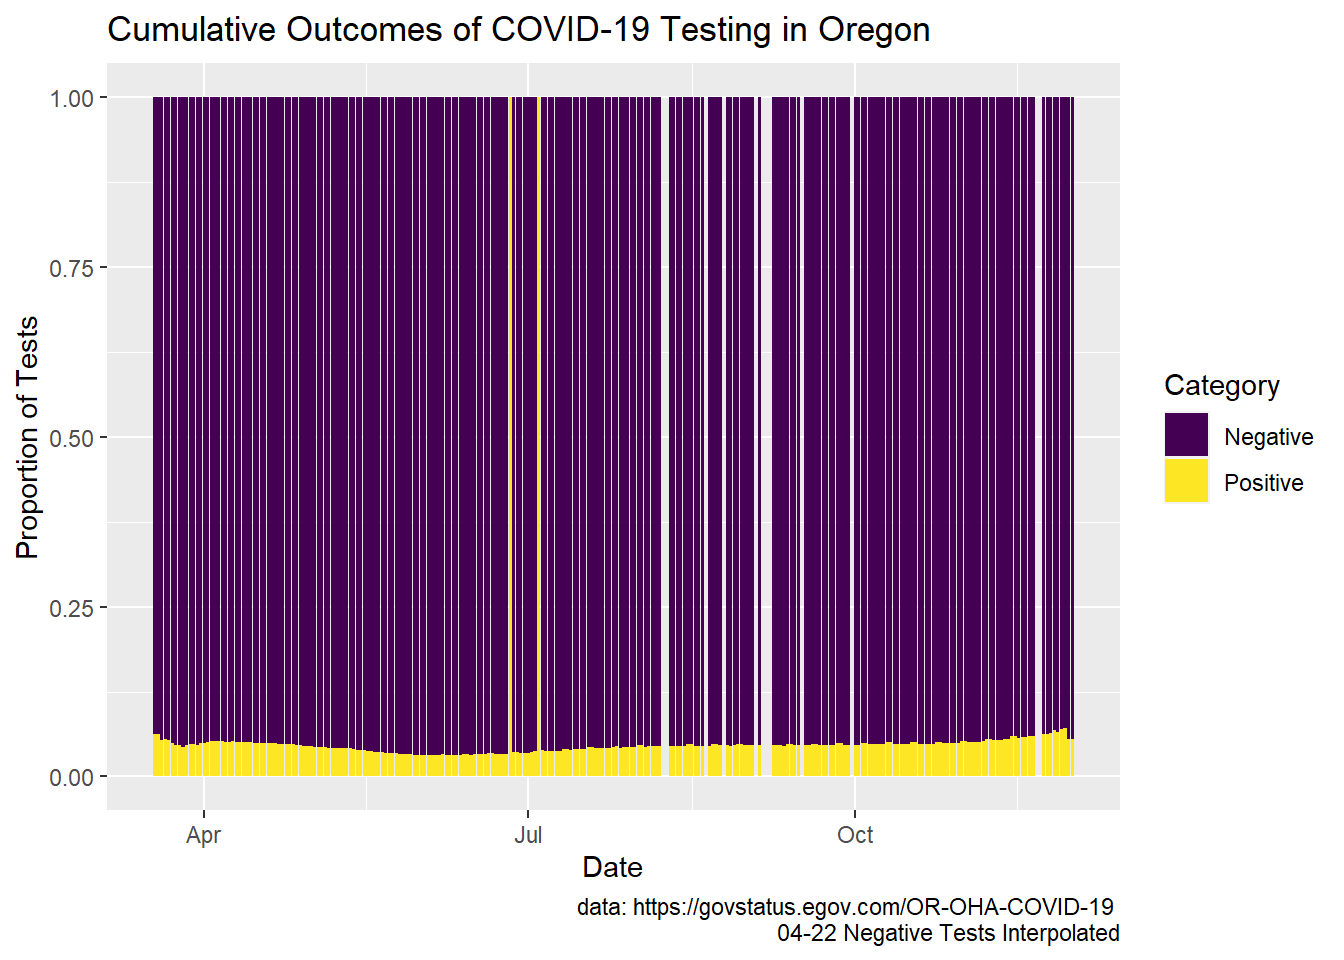 Cumulative Outcomes of COVID-19 Testing in Oregon
1.00
0.75
0.50
0.25
0.00
Proportion of Tests
Apr
Jul
Oct
Date
Category
Negative
Positive
data: https://govstatus.egov.com/OR-OHA-COVID-19
04-22 Negative Tests Interpolated